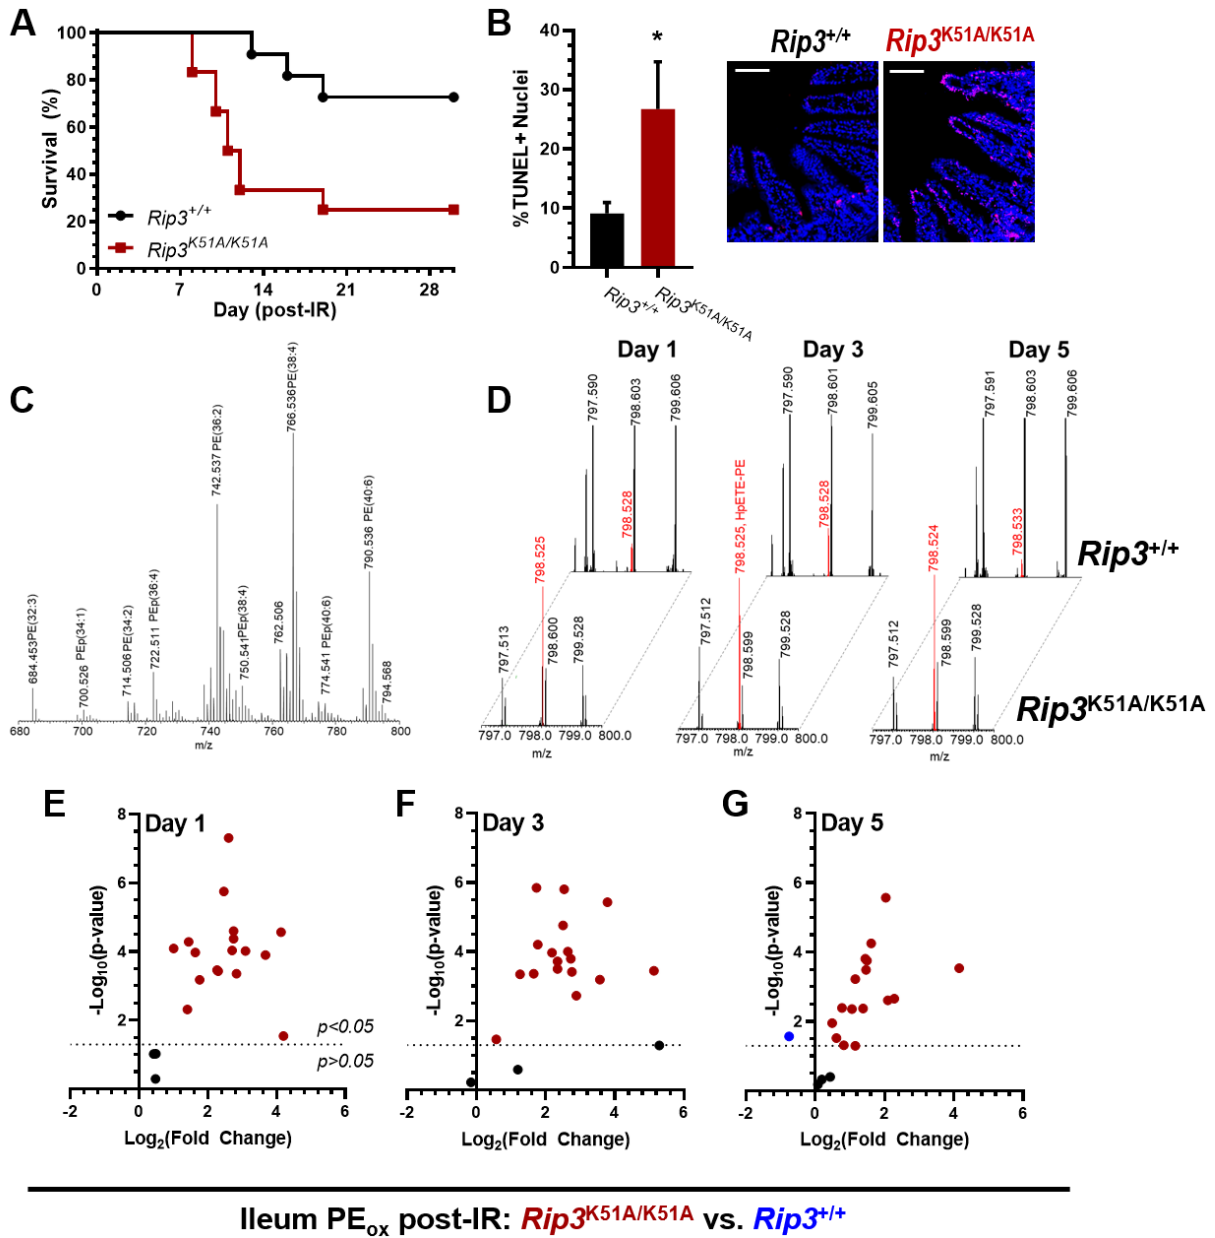 A
100
80
60
40
20
0
Survival (%)
Rip3+/+
Rip3K51A/K51A
0 7 14 21 28
Day (post-IR)
B
40
30
20
10
0
%TUNEL+ Nuclei
*
Rip3+/+
Rip3K51A/K51A
Rip3+/+
Rip3K51A/K51A
C
684.453PE(32:3)
700.526 PEp(34:1)
714.506 PE(34:2)
722.511 PEp(36:4)
742.537 PE(36:2)
750.541PEp(38:4)
762.506
766.536PE(38:4)
774.541 PEp(40:6)
790.536 PE(40:6)
794.568
680 700 720 740 760 780 800
m/z
D
Day 1
Day 3
Day 5
797.590
798.528
798.603
799.606
797.590
798.528
798.601
799.605
797.591
798.533
798.603
799.606
Rip3+/+
797.513
798.525
798.600
799.528
797.512
798.525, HpETE-PE
798.599
799.528
797.512
798.524
798.599
799.528
Rip3K51A/K51A
797.0 798.0 799.0 800.0
m/z
797.0 798.0 799.0 800.0
m/z
797.0 798.0 799.0 800.0
m/z
E
Day 1
8
6
4
2
-Log10(p-value)
p<0.05
p>0.05
-2 0 2 4 6
Log2(Fold Change)
F
Day 3
8
6
4
2
-Log10(p-value)
-2 0 2 4 6
Log2(Fold Change)
G
Day 5
8
6
4
2
-Log10(p-value)
-2 0 2 4 6
Log2(Fold Change)
Ileum PEox post-IR: Rip3K51A/K51A vs. Rip3+/+